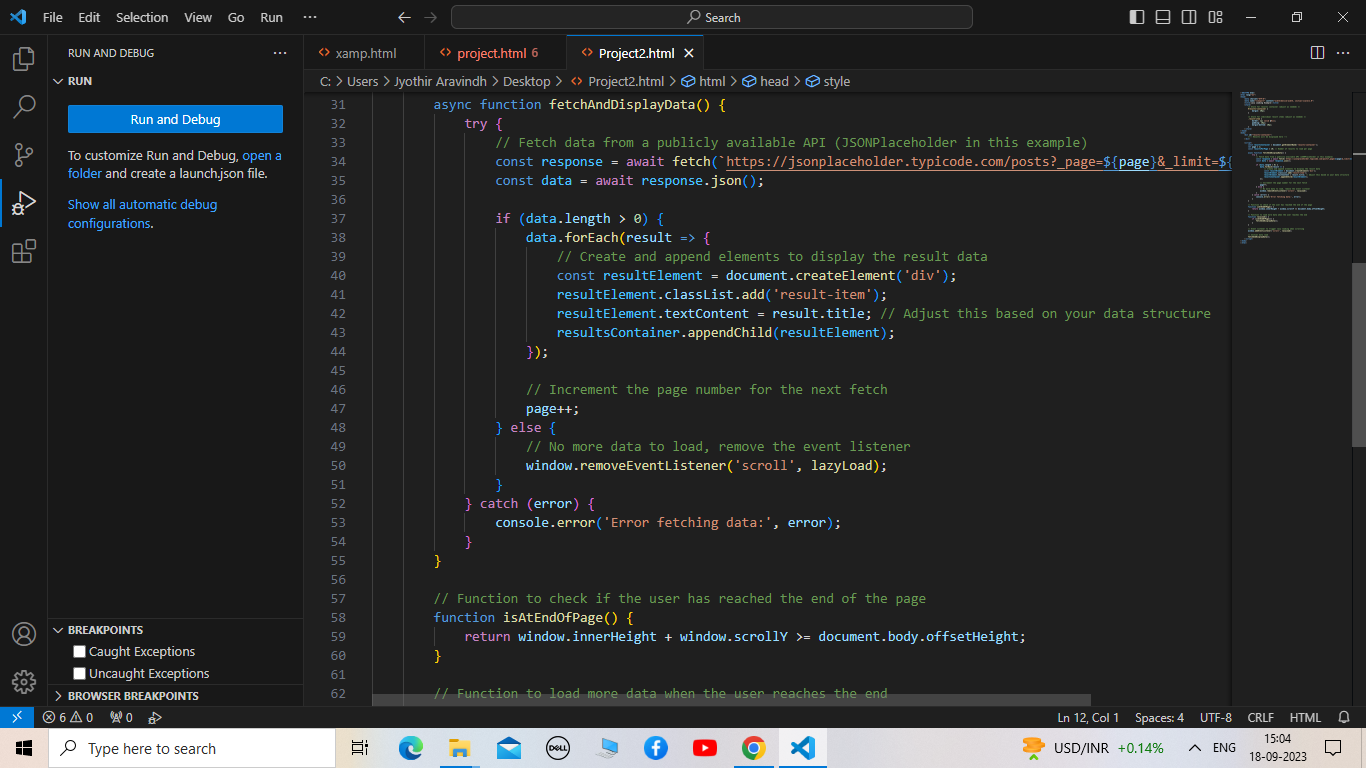 File Edit Selection View Go Run ··· Search
RUN AND DEBUG ···
RUN
Run and Debug
To customize Run and Debug, open a
folder and create a launch.json file.
Show all automatic debug
configurations.
BREAKPOINTS
Caught Exceptions
Uncaught Exceptions
BROWSER BREAKPOINTS
xamp.html project.html 6 Project2.html
C: > Users > Jyothir Aravindh > Desktop > Project2.html > html > head > style
31 async function fetchAndDisplayData() {
32 try {
33 // Fetch data from a publicly available API (JSONPlaceholder in this example)
34 const response = await fetch(`https://jsonplaceholder.typicode.com/posts?_page=${page}&_limit=${
35 const data = await response.json();
36
37 if (data.length > 0) {
38 data.forEach(result => {
39 // Create and append elements to display the result data
40 const resultElement = document.createElement('div');
41 resultElement.classList.add('result-item');
42 resultElement.textContent = result.title; // Adjust this based on your data structure
43 resultsContainer.appendChild(resultElement);
44 });
45
46 // Increment the page number for the next fetch
47 page++;
48 } else {
49 // No more data to load, remove the event listener
50 window.removeEventListener('scroll', lazyLoad);
51 }
52 } catch (error) {
53 console.error('Error fetching data:', error);
54 }
55 }
56
57 // Function to check if the user has reached the end of the page
58 function isAtEndOfPage() {
59 return window.innerHeight + window.scrollY >= document.body.offsetHeight;
60 }
61
62 // Function to load more data when the user reaches the end
6 0 0 Ln 12, Col 1 Spaces: 4 UTF-8 CRLF HTML
Type here to search DELL USD/INR +0.14% ENG 15:04
18-09-2023